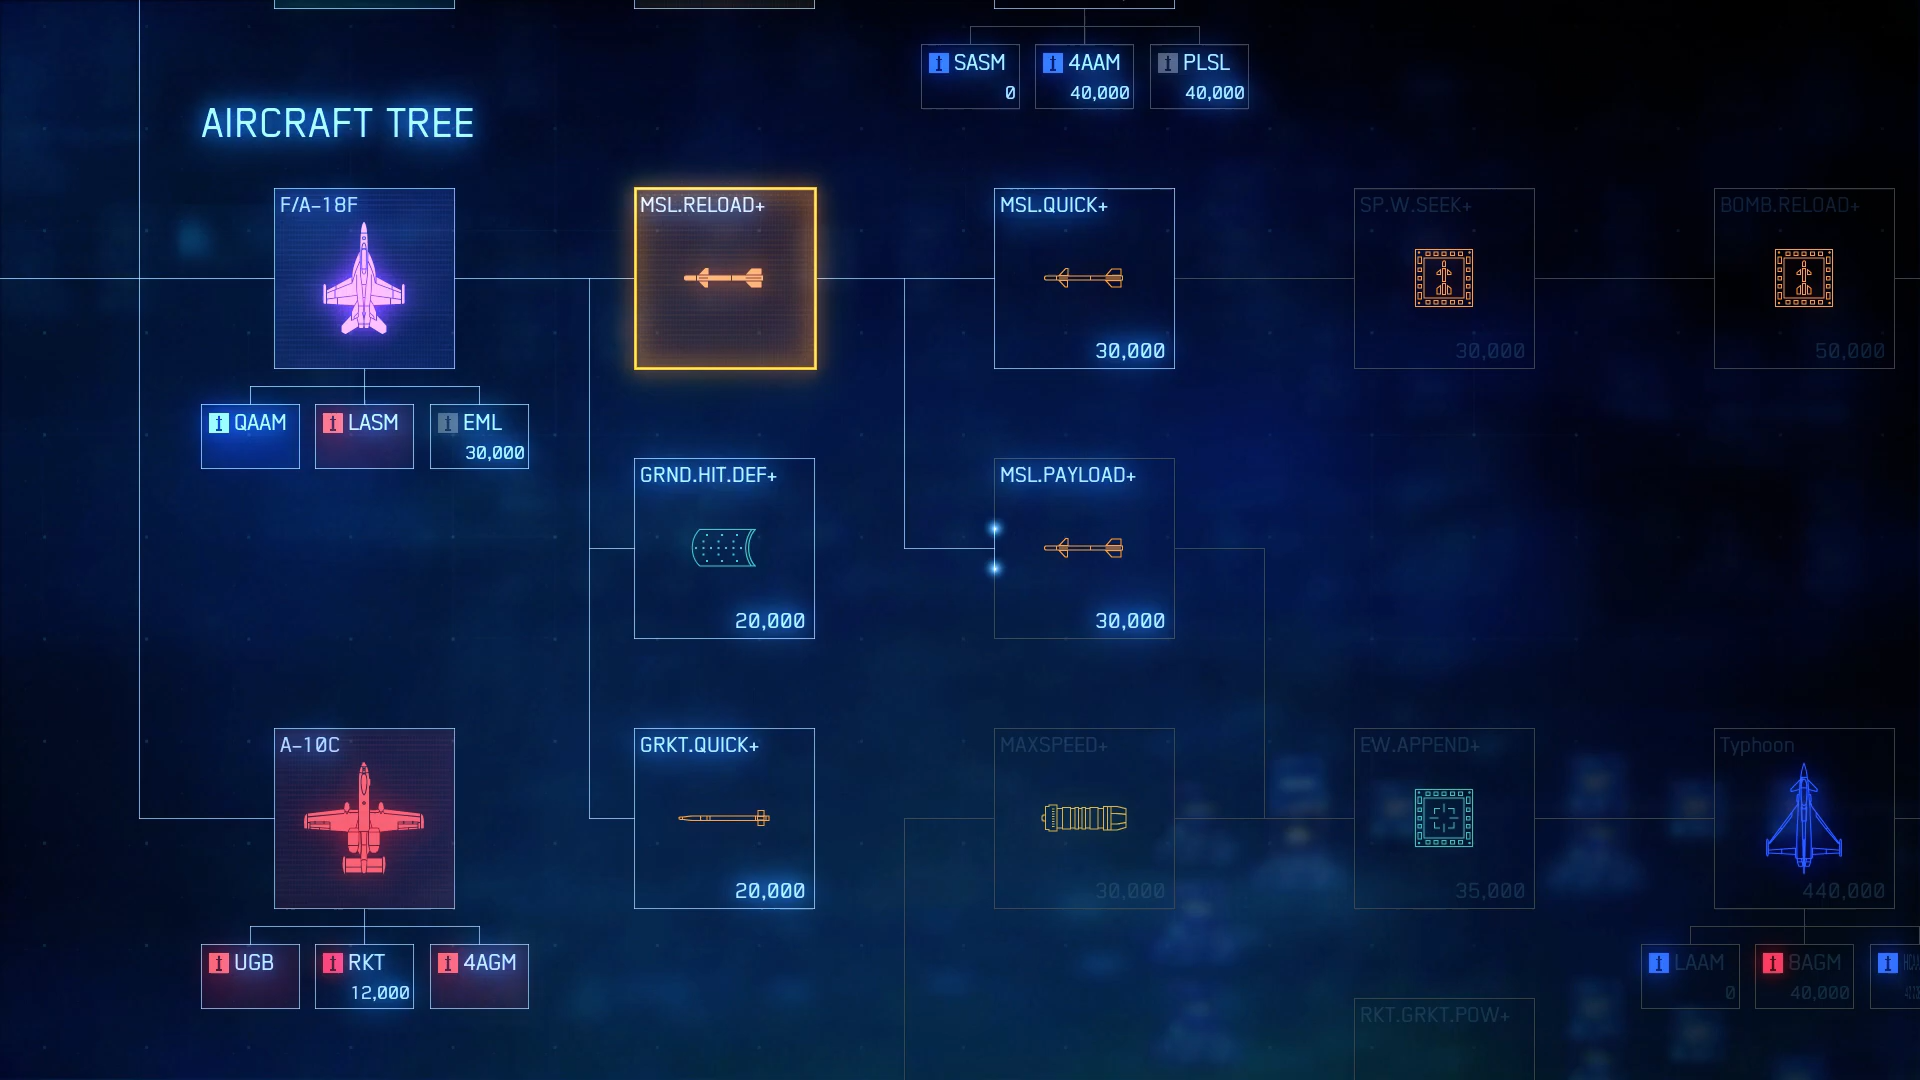 SASM
0
4AAM
40,000
PLSL
40,000
AIRCRAFT TREE
F/A-18F
MSL.RELOAD+
MSL.QUICK+
30,000
SP.W.SEEK+
30,000
BOMB.RELOAD+
50,000
QAAM
LASM
EML
30,000
GRND.HIT.DEF+
20,000
MSL.PAYLOAD+
30,000
A-10C
GRKT.QUICK+
20,000
MAXSPEED+
30,000
EW.APPEND+
35,000
Typhoon
440,000
UGB
RKT
12,000
4AGM
LAAM
0
8AGM
40,000
RKT.GRKT.POW+